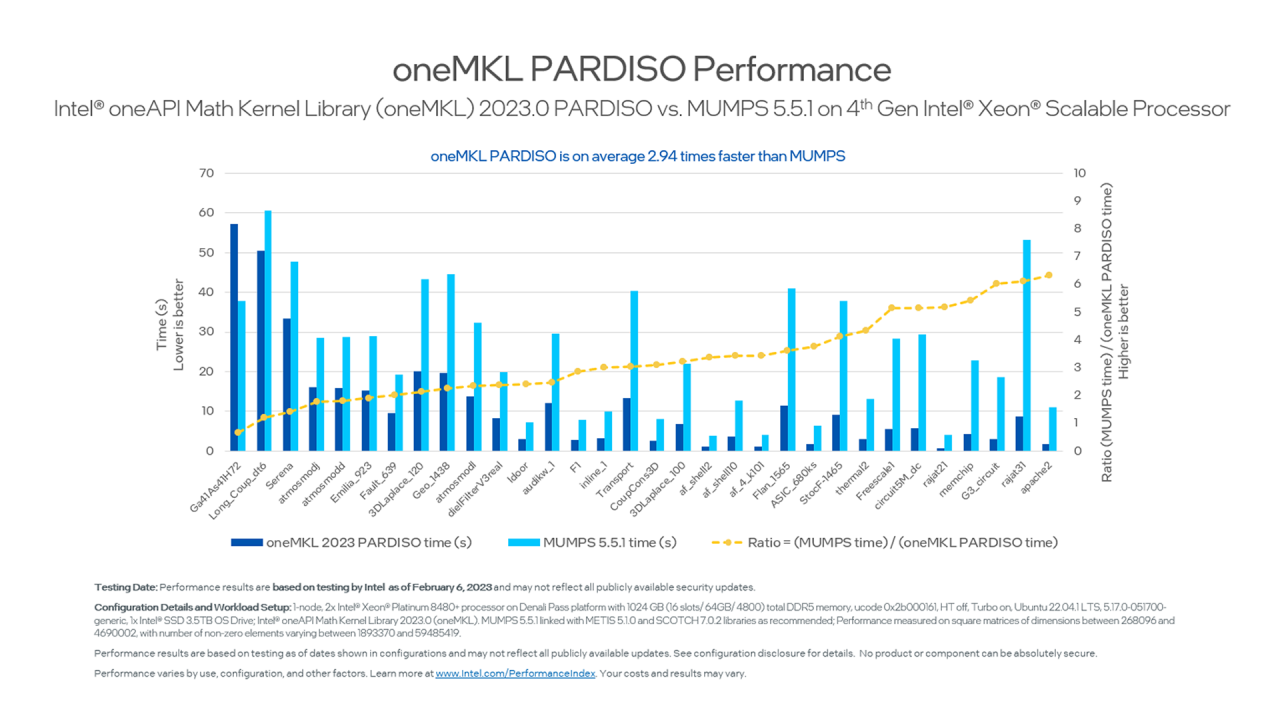 oneMKL PARDISO Performance
Intel® oneAPI Math Kernel Library (oneMKL) 2023.0 PARDISO vs. MUMPS 5.5.1 on 4th Gen Intel® Xeon® Scalable Processor
oneMKL PARDISO is on average 2.94 times faster than MUMPS
Time (s)
Lower is better
70
60
50
40
30
20
10
0
10
9
8
7
6
5
4
3
2
1
0
Ratio (MUMPS time) / (oneMKL PARDISO time)
Higher is better
Ga41As41H72
Long_Coup_dt6
Serena
atmosmodj
atmosmodd
Emilia_923
Fault_639
3DLaplace_120
Geo_1438
atmosmodl
dielFilterV3real
ldoor
audikw_1
F1
inline_1
Transport
CoupCons3D
3DLaplace_100
af_shell2
af_shell10
af_4_k101
Flan_1565
ASIC_680ks
StocF-1465
thermal2
Freescale1
circuit5M_dc
rajat21
memchip
G3_circuit
rajat31
apache2
oneMKL 2023 PARDISO time (s)
MUMPS 5.5.1 time (s)
Ratio = (MUMPS time) / (oneMKL PARDISO time)
Testing Date: Performance results are based on testing by Intel as of February 6, 2023 and may not reflect all publicly available security updates.
Configuration Details and Workload Setup: 1-node, 2x Intel® Xeon® Platinum 8480+ processor on Denali Pass platform with 1024 GB (16 slots/ 64GB/ 4800) total DDR5 memory, ucode 0x2b000161, HT off, Turbo on, Ubuntu 22.04.1 LTS, 5.17.0-051700-
generic, 1x Intel® SSD 3.5TB OS Drive; Intel® oneAPI Math Kernel Library 2023.0 (oneMKL). MUMPS 5.5.1 linked with METIS 5.1.0 and SCOTCH 7.0.2 libraries as recommended; Performance measured on square matrices of dimensions between 268096 and
4690002, with number of non-zero elements varying between 1893370 and 59485419.
Performance results are based on testing as of dates shown in configurations and may not reflect all publicly available updates. See configuration disclosure for details. No product or component can be absolutely secure.
Performance varies by use, configuration, and other factors. Learn more at www.Intel.com/PerformanceIndex. Your costs and results may vary.